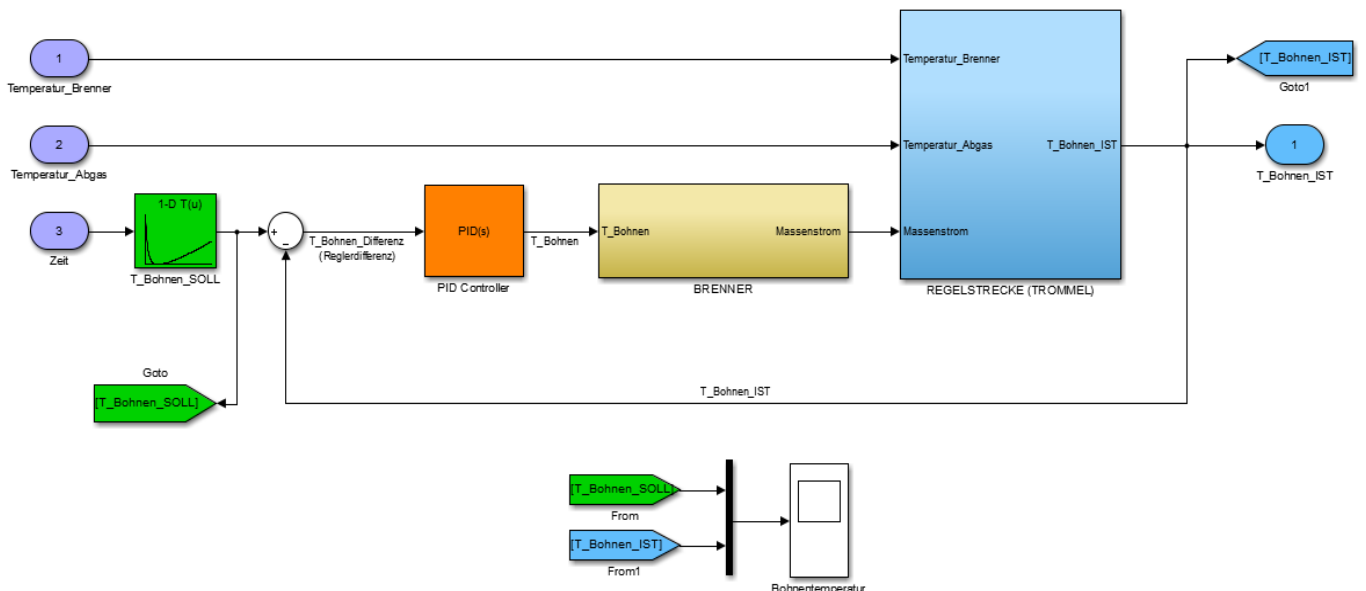 1
Temperatur_Brenner
2
Temperatur_Abgas
3
Zeit
1-D T(u)
T_Bohnen_SOLL
Goto
[T_Bohnen_SOLL]
+
−
T_Bohnen_Differenz
(Reglerdifferenz)
PID(s)
PID Controller
T_Bohnen
T_Bohnen
Massenstrom
BRENNER
Temperatur_Brenner
Temperatur_Abgas
T_Bohnen_IST
Massenstrom
REGELSTRECKE (TROMMEL)
[T_Bohnen_IST]
Goto1
1
T_Bohnen_IST
T_Bohnen_IST
[T_Bohnen_SOLL]
From
[T_Bohnen_IST]
From1
Bohnentemperatur